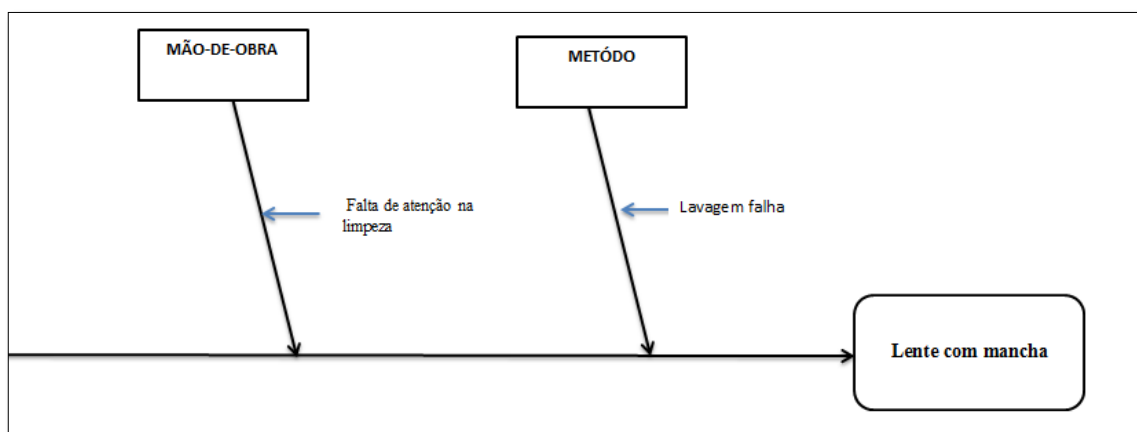 MÃO-DE-OBRA
METÓDO
Falta de atenção na
limpeza
Lavagem falha
Lente com mancha